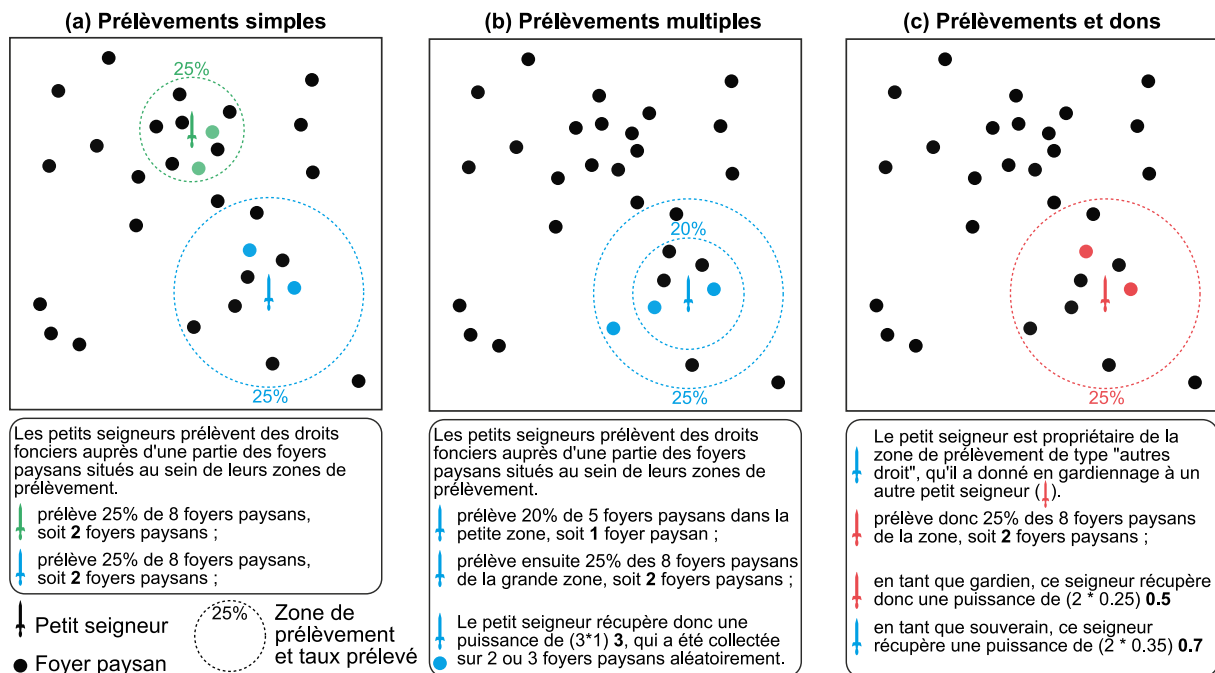 (a) Prélèvements simples
25%
25%
Les petits seigneurs prélèvent des droits
fonciers auprès d'une partie des foyers
paysans situés au sein de leurs zones de
prélèvement.
prélève 25% de 8 foyers paysans,
soit 2 foyers paysans ;
prélève 25% de 8 foyers paysans,
soit 2 foyers paysans ;
Petit seigneur
Foyer paysan
25%
Zone de
prélèvement
et taux prélevé
(b) Prélèvements multiples
20%
25%
Les petits seigneurs prélèvent des droits
fonciers auprès d'une partie des foyers
paysans situés au sein de leurs zones de
prélèvement.
prélève 20% de 5 foyers paysans dans la
petite zone, soit 1 foyer paysan ;
prélève ensuite 25% des 8 foyers paysans
de la grande zone, soit 2 foyers paysans ;
Le petit seigneur récupère donc une
puissance de (3*1) 3, qui a été collectée
sur 2 ou 3 foyers paysans aléatoirement.
(c) Prélèvements et dons
25%
Le petit seigneur est propriétaire de la
zone de prélèvement de type "autres
droit", qu'il a donné en gardiennage à un
autre petit seigneur ( ).
prélève donc 25% des 8 foyers paysans
de la zone, soit 2 foyers paysans ;
en tant que gardien, ce seigneur récupère
donc une puissance de (2 * 0.25) 0.5
en tant que souverain, ce seigneur
récupère une puissance de (2 * 0.35) 0.7